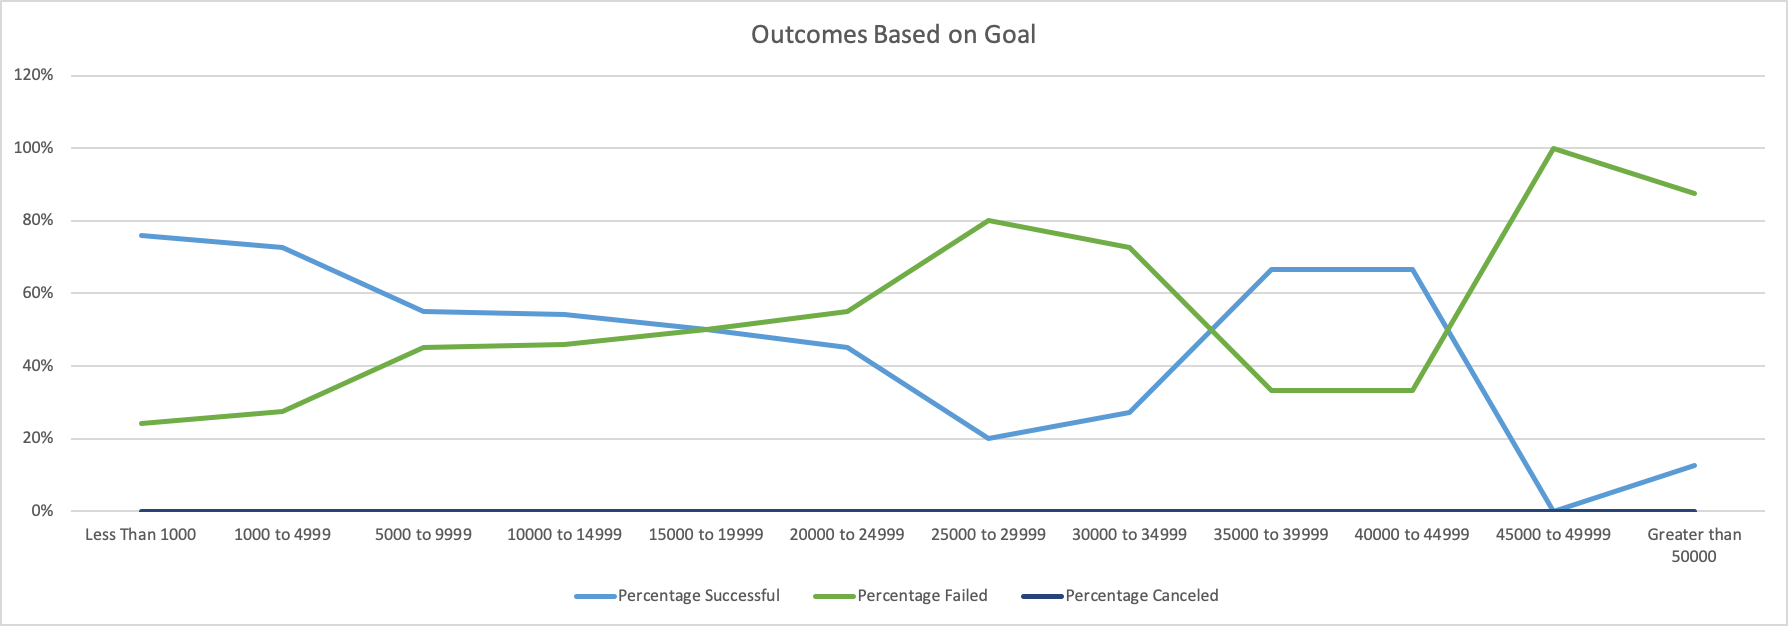 Outcomes Based on Goal
120%
100%
80%
60%
40%
20%
0%
Less Than 1000 1000 to 4999 5000 to 9999 10000 to 14999 15000 to 19999 20000 to 24999 25000 to 29999 30000 to 34999 35000 to 39999 40000 to 44999 45000 to 49999 Greater than
50000
Percentage Successful Percentage Failed Percentage Canceled